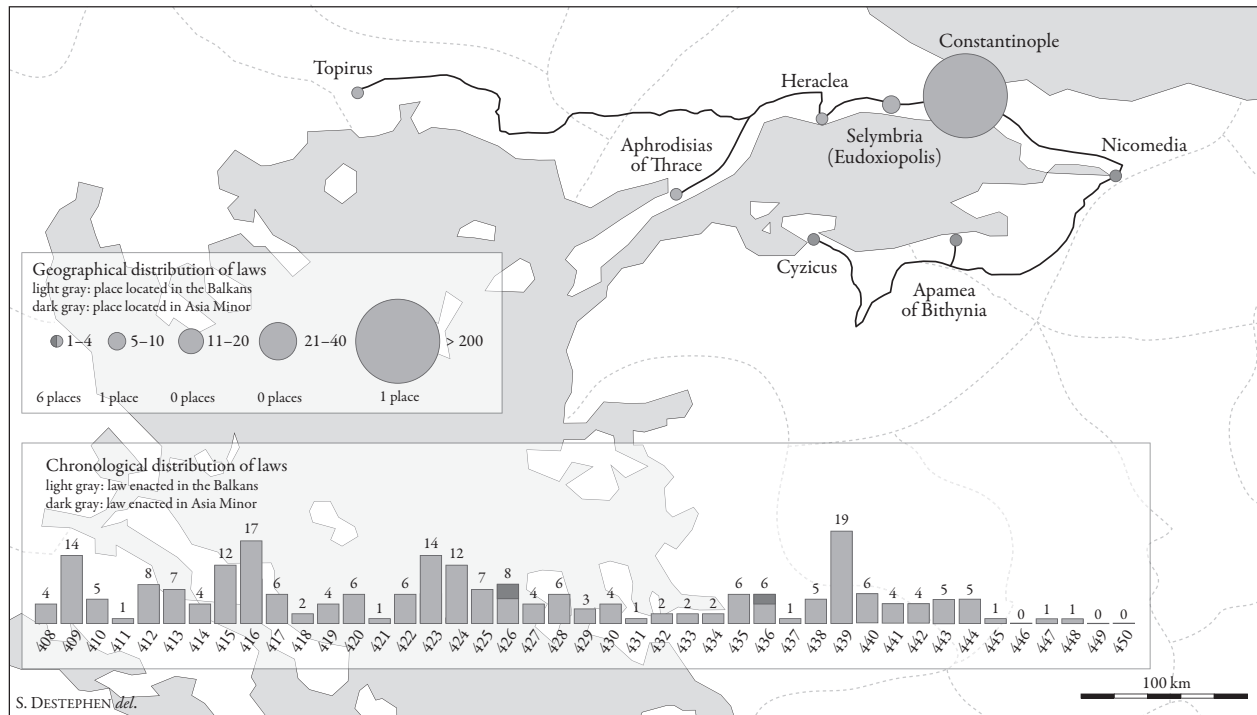 Constantinople
Topirus
Heraclea
Selymbria
(Eudoxiopolis)
Aphrodisias
of Thrace
Nicomedia
Cyzicus
Apamea
of Bithynia
Geographical distribution of laws
light gray: place located in the Balkans
dark gray: place located in Asia Minor
1–4 5–10 11–20 21–40 > 200
6 places 1 place 0 places 0 places 1 place
Chronological distribution of laws
light gray: law enacted in the Balkans
dark gray: law enacted in Asia Minor
4 14 5 1 8 7 4 12 17 6 2 4 6 1 6 14 12 7 8 4 6 3 4 1 2 2 2 6 6 1 5 19 6 4 4 5 5 1 0 1 1 0 0
408 409 410 411 412 413 414 415 416 417 418 419 420 421 422 423 424 425 426 427 428 429 430 431 432 433 434 435 436 437 438 439 440 441 442 443 444 445 446 447 448 449 450
S. DESTEPHEN del.
100 km